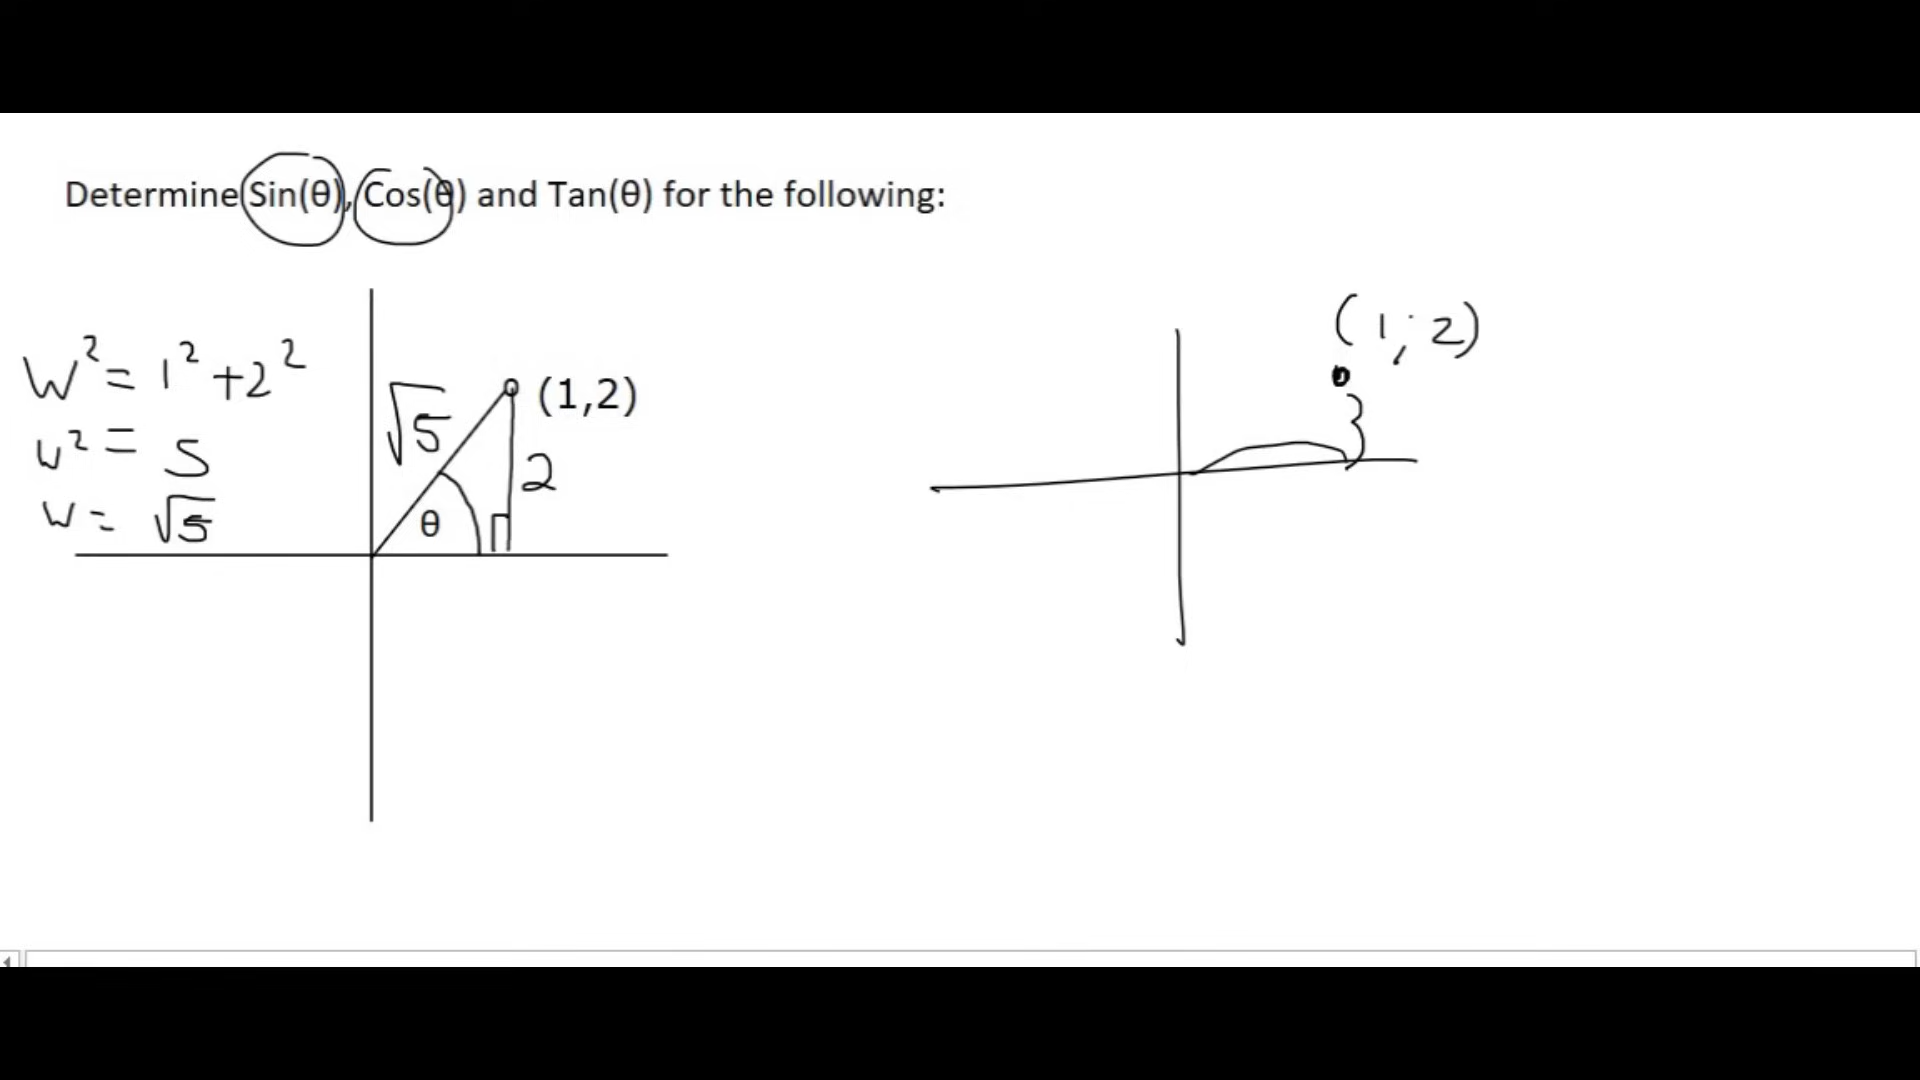 Determine Sin(θ), Cos(θ) and Tan(θ) for the following:
W² = 1² + 2²
w² = 5
w = √5
√5
(1,2)
2
θ
(1; 2)